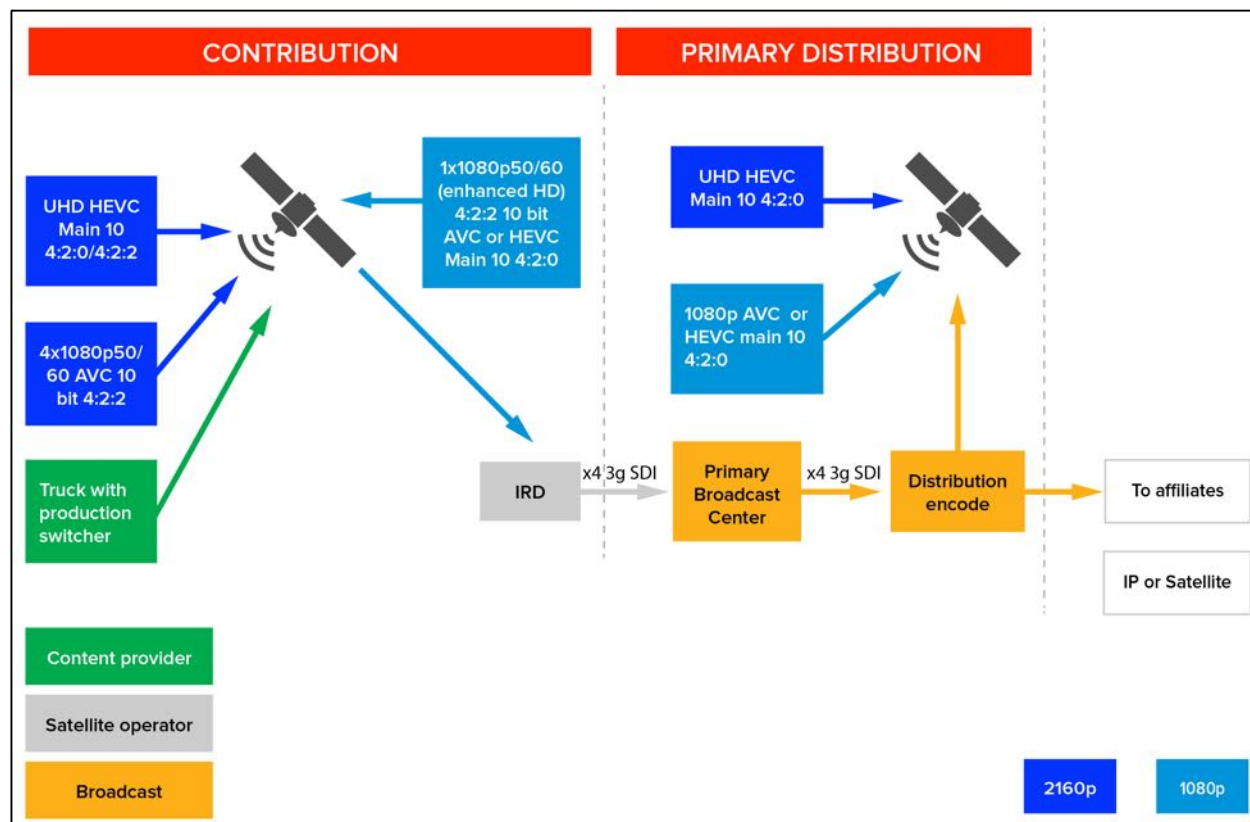 CONTRIBUTION
PRIMARY DISTRIBUTION
UHD HEVC
Main 10
4:2:0/4:2:2
1x1080p50/60
(enhanced HD)
4:2:2 10 bit
AVC or HEVC
Main 10 4:2:0
UHD HEVC
Main 10 4:2:0
4x1080p50/
60 AVC 10
bit 4:2:2
1080p AVC or
HEVC main 10
4:2:0
Truck with
production
switcher
IRD
x4 3g SDI
Primary
Broadcast
Center
x4 3g SDI
Distribution
encode
To affiliates
IP or Satellite
Content provider
Satellite operator
Broadcast
2160p
1080p